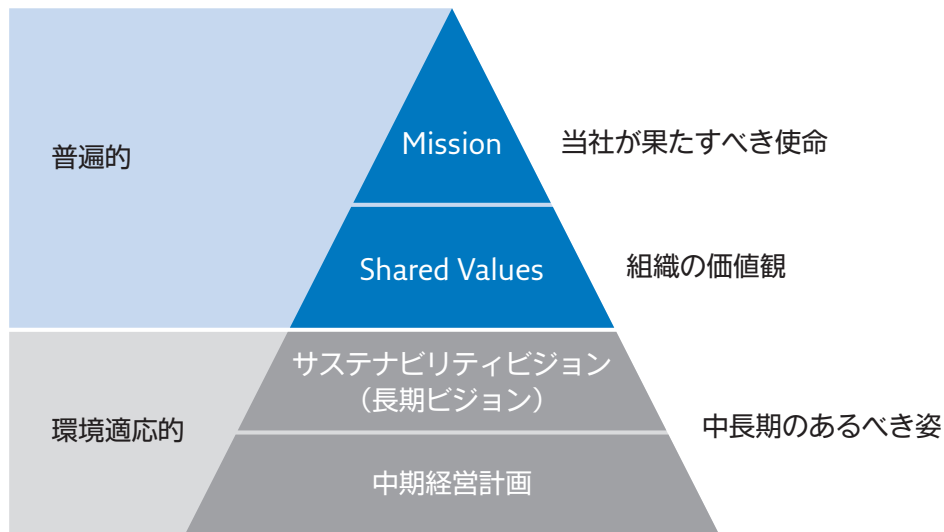 普遍的
Mission
当社が果たすべき使命
Shared Values
組織の価値観
サステナビリティビジョン
（長期ビジョン）
環境適応的
中長期のあるべき姿
中期経営計画